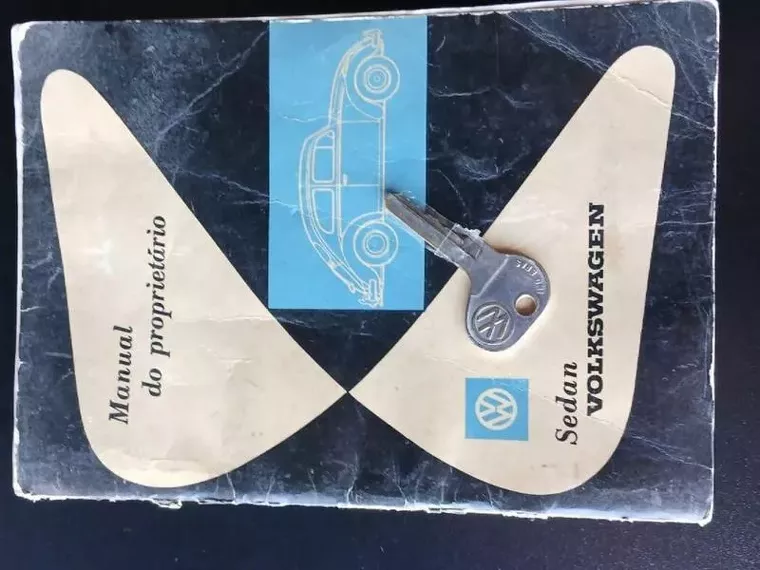 Manual
do proprietário
Sedan
VOLKSWAGEN